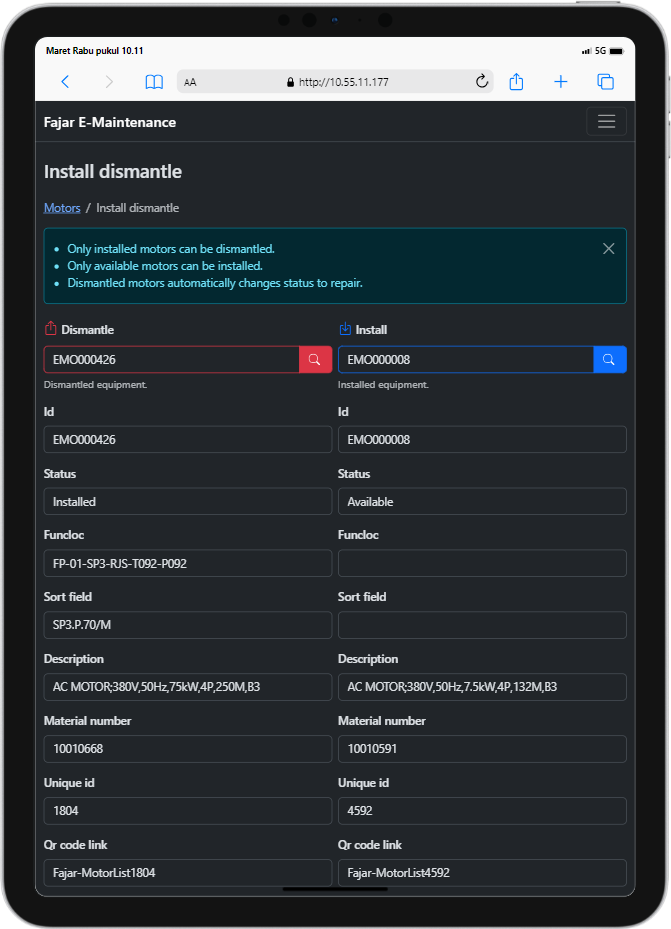 Maret Rabu pukul 10.11
5G
AA
http://10.55.11.177
Fajar E-Maintenance
Install dismantle
Motors / Install dismantle
Only installed motors can be dismantled.
Only available motors can be installed.
Dismantled motors automatically changes status to repair.
Dismantle Install
EMO000426 EMO000008
Dismantled equipment. Installed equipment.
Id Id
EMO000426 EMO000008
Status Status
Installed Available
Funcloc Funcloc
FP-01-SP3-RJS-T092-P092
Sort field Sort field
SP3.P.70/M
Description Description
AC MOTOR;380V,50Hz,75kW,4P,250M,B3 AC MOTOR;380V,50Hz,7.5kW,4P,132M,B3
Material number Material number
10010668 10010591
Unique id Unique id
1804 4592
Qr code link Qr code link
Fajar-MotorList1804 Fajar-MotorList4592